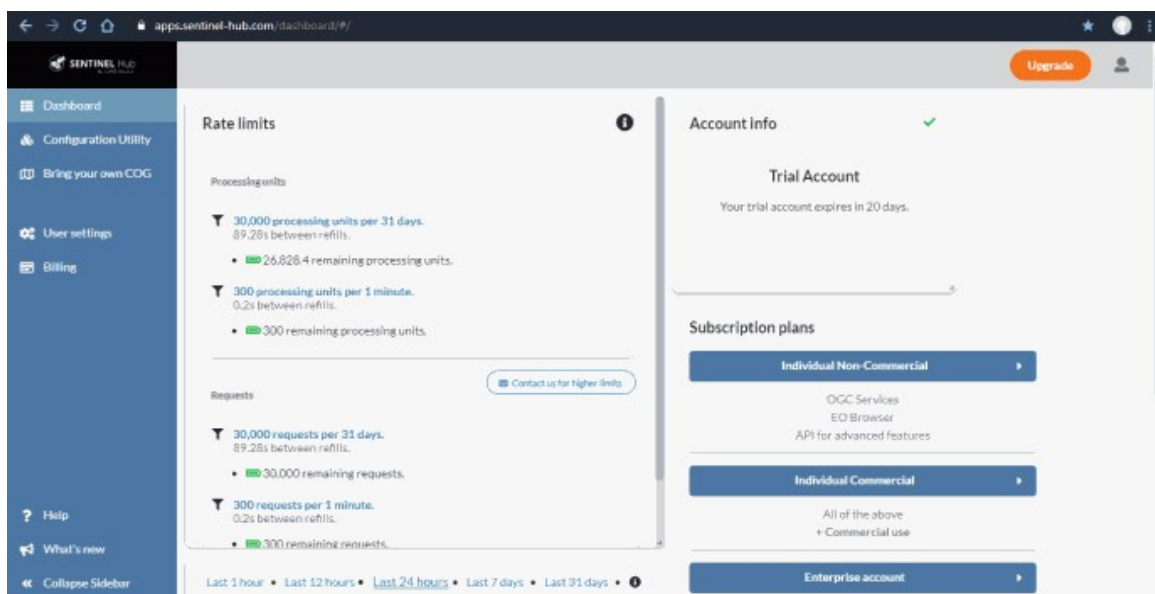 apps.sentinel-hub.com/dashboard/#/
SENTINEL Hub
Upgrade
Dashboard
Configuration Utility
Bring your own COG
User settings
Billing
Help
What's new
Collapse Sidebar
Rate limits
Processing units
30,000 processing units per 31 days.
89.28s between refills.
26,828.4 remaining processing units.
300 processing units per 1 minute.
0.2s between refills.
300 remaining processing units.
Contact us for higher limits
Requests
30,000 requests per 31 days.
89.28s between refills.
30,000 remaining requests.
300 requests per 1 minute.
0.2s between refills.
300 remaining requests.
Last 1 hour • Last 12 hours • Last 24 hours • Last 7 days • Last 31 days •
Account info
Trial Account
Your trial account expires in 20 days.
Subscription plans
Individual Non-Commercial
OGC Services
EO Browser
API for advanced features
Individual Commercial
All of the above
+ Commercial use
Enterprise account